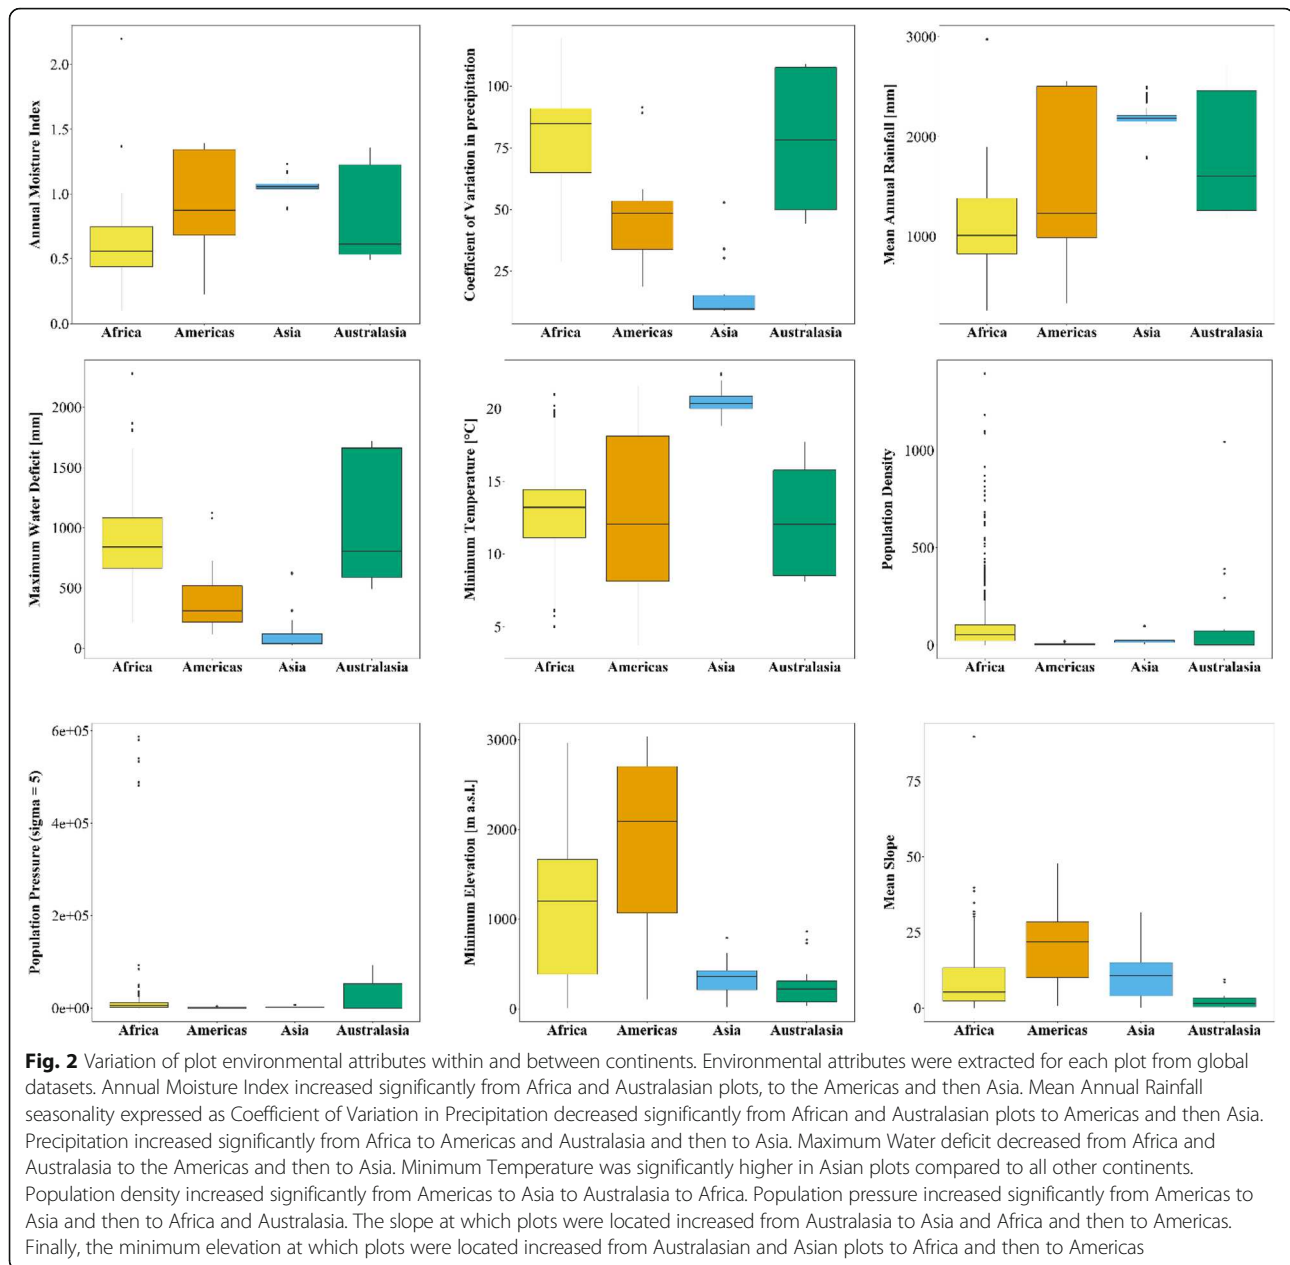 Annual Moisture Index
2.0
1.5
1.0
0.5
0.0
Africa Americas Asia Australasia
Coefficient of Variation in precipitation
100
75
50
25
Africa Americas Asia Australasia
Mean Annual Rainfall [mm]
3000
2000
1000
Africa Americas Asia Australasia
Maximum Water Deficit [mm]
2000
1500
1000
500
0
Africa Americas Asia Australasia
Minimum Temperature [°C]
20
15
10
5
Africa Americas Asia Australasia
Population Density
1000
500
0
Africa Americas Asia Australasia
Population Pressure (sigma = 5)
6e+05
4e+05
2e+05
0e+00
Africa Americas Asia Australasia
Minimum Elevation [m a.s.l.]
3000
2000
1000
0
Africa Americas Asia Australasia
Mean Slope
75
50
25
0
Africa Americas Asia Australasia
Fig. 2 Variation of plot environmental attributes within and between continents. Environmental attributes were extracted for each plot from global
datasets. Annual Moisture Index increased significantly from Africa and Australasian plots, to the Americas and then Asia. Mean Annual Rainfall
seasonality expressed as Coefficient of Variation in Precipitation decreased significantly from African and Australasian plots to Americas and then Asia.
Precipitation increased significantly from Africa to Americas and Australasia and then to Asia. Maximum Water deficit decreased from Africa and
Australasia to the Americas and then to Asia. Minimum Temperature was significantly higher in Asian plots compared to all other continents.
Population density increased significantly from Americas to Asia to Australasia to Africa. Population pressure increased significantly from Americas to
Asia and then to Africa and Australasia. The slope at which plots were located increased from Australasia to Asia and Africa and then to Americas.
Finally, the minimum elevation at which plots were located increased from Australasian and Asian plots to Africa and then to Americas